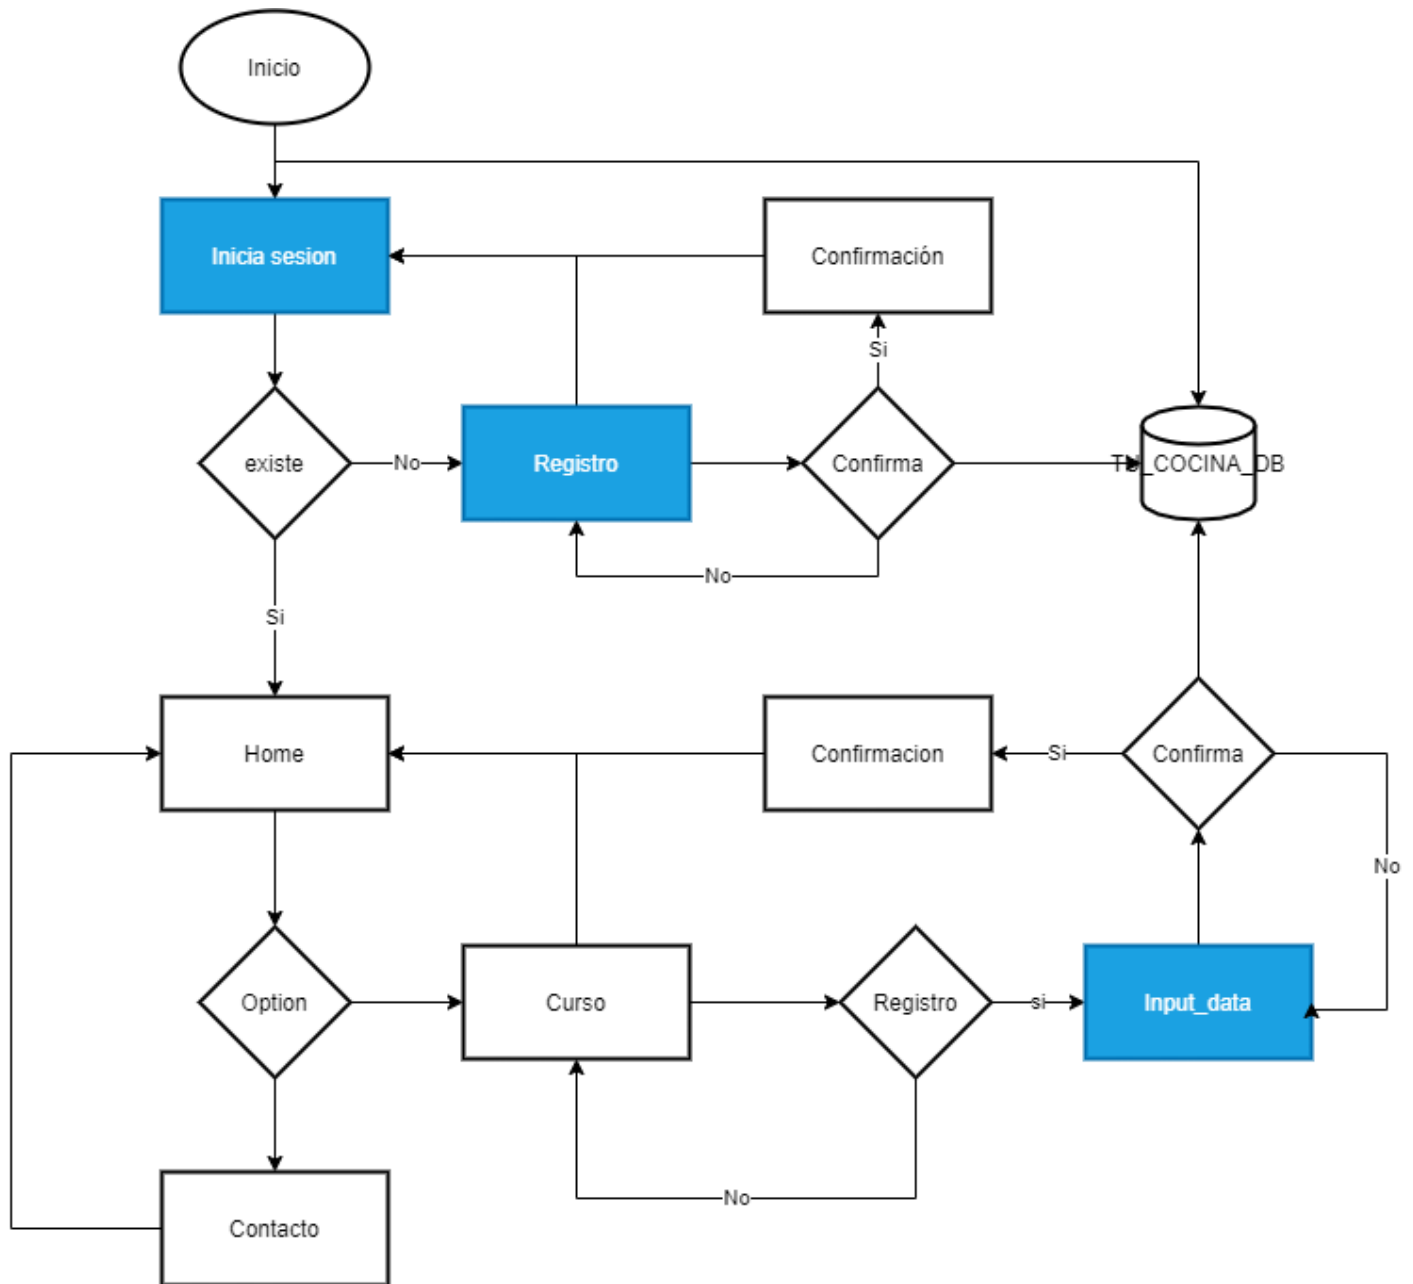 Inicio
Inicia sesion
Confirmación
Si
existe
No
Registro
Confirma
TU_COCINA_DB
No
Si
Home
Confirmacion
Si
Confirma
No
Option
Curso
Registro
si
Input_data
No
Contacto